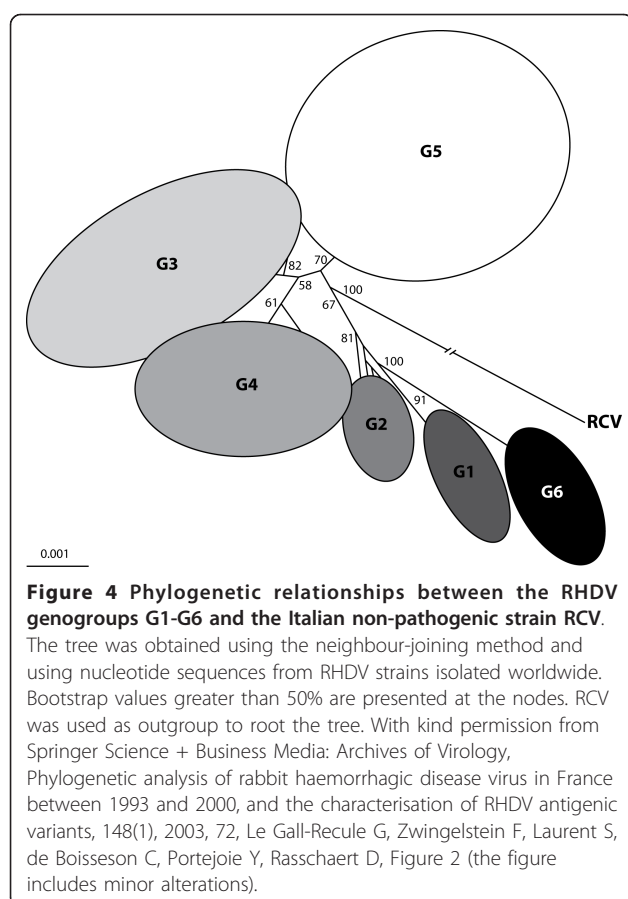 G5
G3
82
70
58
100
61
67
81
100
G4
91
RCV
G2
G1
G6
0.001
Figure 4 Phylogenetic relationships between the RHDV
genogroups G1-G6 and the Italian non-pathogenic strain RCV.
The tree was obtained using the neighbour-joining method and
using nucleotide sequences from RHDV strains isolated worldwide.
Bootstrap values greater than 50% are presented at the nodes. RCV
was used as outgroup to root the tree. With kind permission from
Springer Science + Business Media: Archives of Virology,
Phylogenetic analysis of rabbit haemorrhagic disease virus in France
between 1993 and 2000, and the characterisation of RHDV antigenic
variants, 148(1), 2003, 72, Le Gall-Recule G, Zwingelstein F, Laurent S,
de Boisseson C, Portejoie Y, Rasschaert D, Figure 2 (the figure
includes minor alterations).